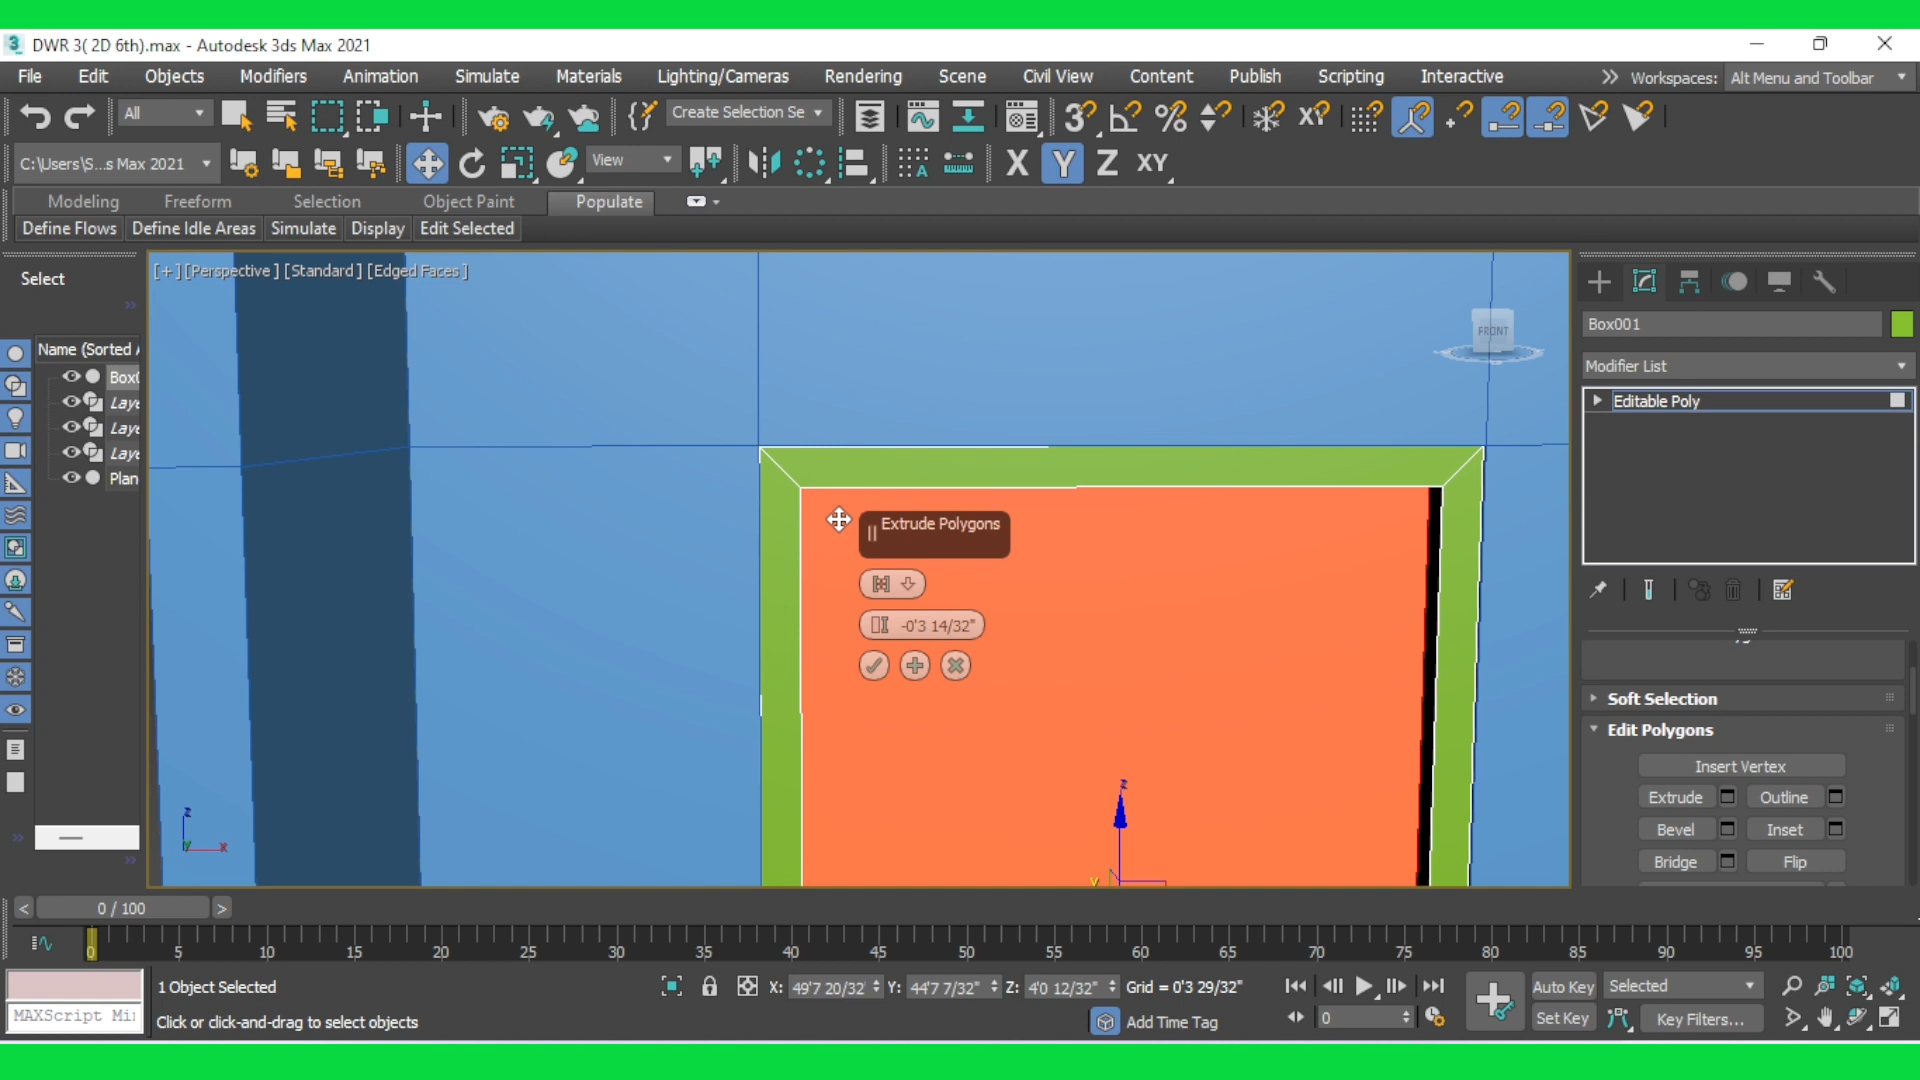 DWR 3( 2D 6th).max - Autodesk 3ds Max 2021
File Edit Objects Modifiers Animation Simulate Materials Lighting/Cameras Rendering Scene Civil View Content Publish Scripting Interactive Workspaces: Alt Menu and Toolbar
All Create Selection Se
C:\Users\S...s Max 2021 View X Y Z XY
Modeling Freeform Selection Object Paint Populate
Define Flows Define Idle Areas Simulate Display Edit Selected
Select
[+] [Perspective] [Standard] [Edged Faces]
FRONT
Box001
Name (Sorted
Modifier List
Box
Laye
Laye
Laye
Plan
Editable Poly
Extrude Polygons
-0'3 14/32"
Soft Selection
Edit Polygons
Insert Vertex
Extrude Outline
Bevel Inset
Bridge Flip
z
y x
z
y
0 / 100
0 5 10 15 20 25 30 35 40 45 50 55 60 65 70 75 80 85 90 95 100
1 Object Selected X: 49'7 20/32' Y: 44'7 7/32" Z: 4'0 12/32" Grid = 0'3 29/32" Auto Key Selected
MAXScript Mi Click or click-and-drag to select objects Add Time Tag 0 Set Key Key Filters...